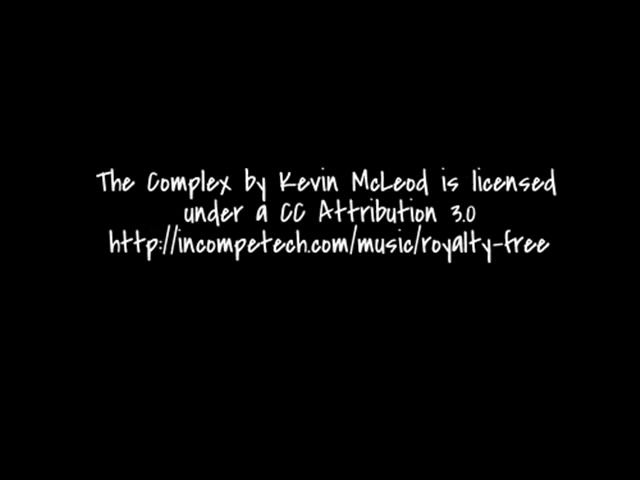 The Complex by Kevin McLeod is licensed
under a CC Attribution 3.0
http://incompetech.com/music/royalty-free